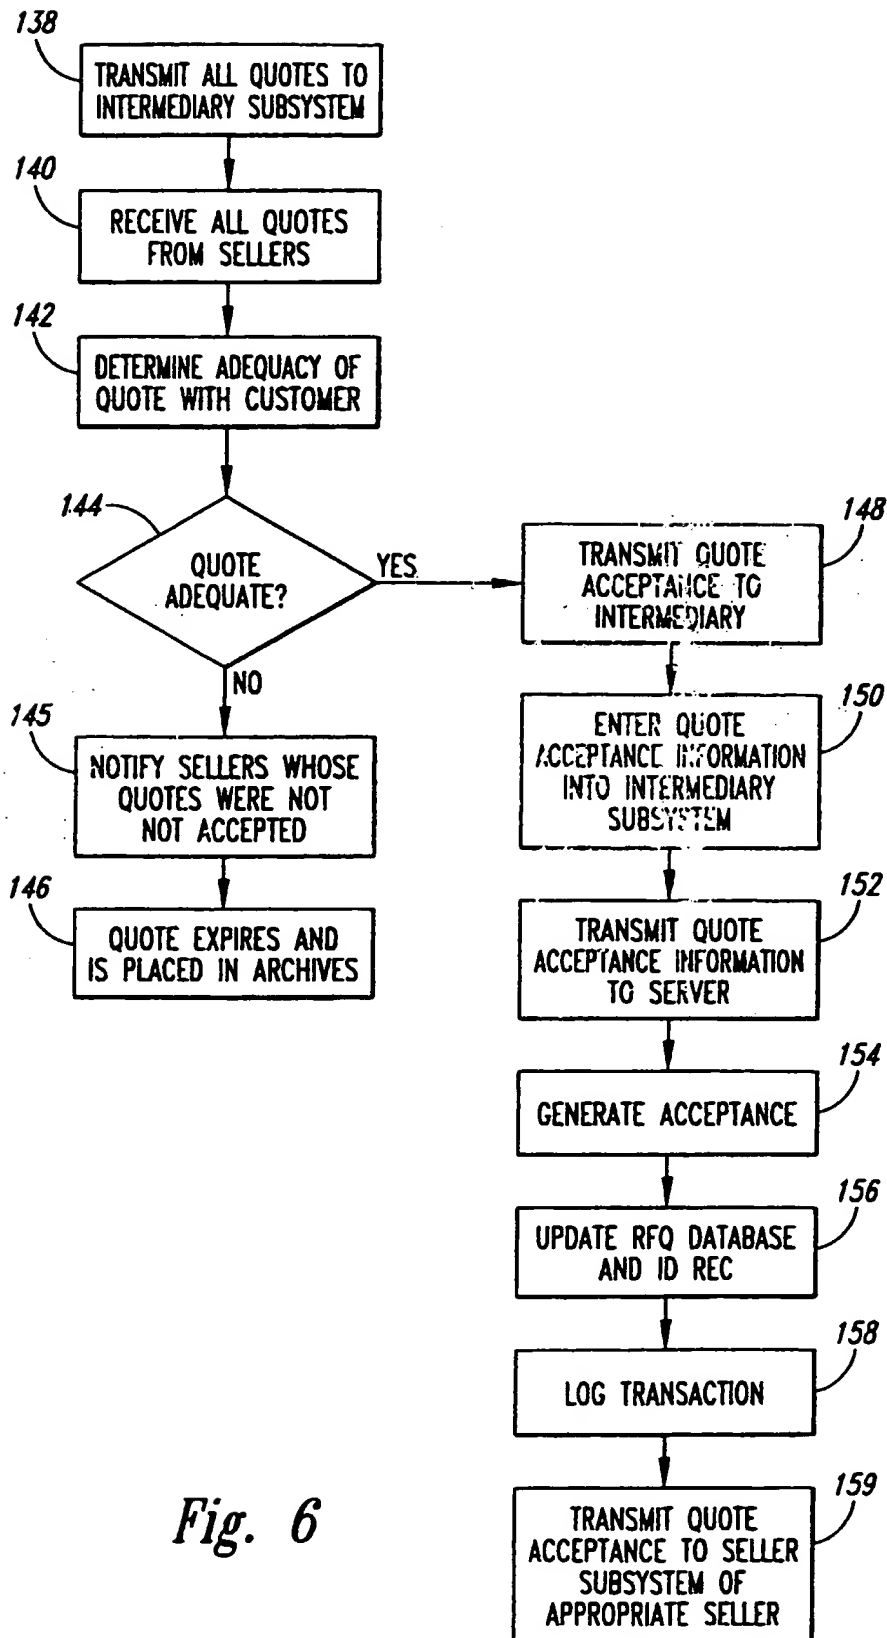 138
TRANSMIT ALL QUOTES TO
INTERMEDIARY SUBSYSTEM
140
RECEIVE ALL QUOTES
FROM SELLERS
142
DETERMINE ADEQUACY OF
QUOTE WITH CUSTOMER
144
QUOTE
ADEQUATE?
YES
NO
145
NOTIFY SELLERS WHOSE
QUOTES WERE NOT
NOT ACCEPTED
146
QUOTE EXPIRES AND
IS PLACED IN ARCHIVES
148
TRANSMIT QUOTE
ACCEPTANCE TO
INTERMEDIARY
150
ENTER QUOTE
ACCEPTANCE INFORMATION
INTO INTERMEDIARY
SUBSYSTEM
152
TRANSMIT QUOTE
ACCEPTANCE INFORMATION
TO SERVER
154
GENERATE ACCEPTANCE
156
UPDATE RFQ DATABASE
AND ID REC
158
LOG TRANSACTION
159
TRANSMIT QUOTE
ACCEPTANCE TO SELLER
SUBSYSTEM OF
APPROPRIATE SELLER
Fig. 6